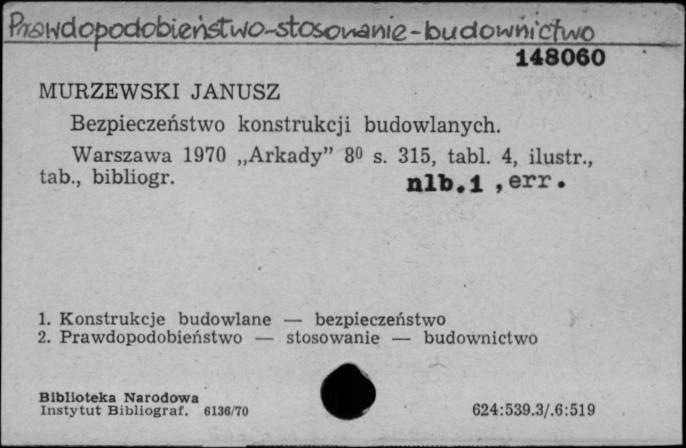 Prawdopodobieństwo-stosowanie-budownictwo
148060
MURZEWSKI JANUSZ
Bezpieczeństwo konstrukcji budowlanych.
Warszawa 1970 „Arkady” 8⁰ s. 315, tabl. 4, ilustr.,
tab., bibliogr. nlb.1 ,err.
1. Konstrukcje budowlane — bezpieczeństwo
2. Prawdopodobieństwo — stosowanie — budownictwo
Biblioteka Narodowa
Instytut Bibliograf. 6136/70
624:539.3/.6:519